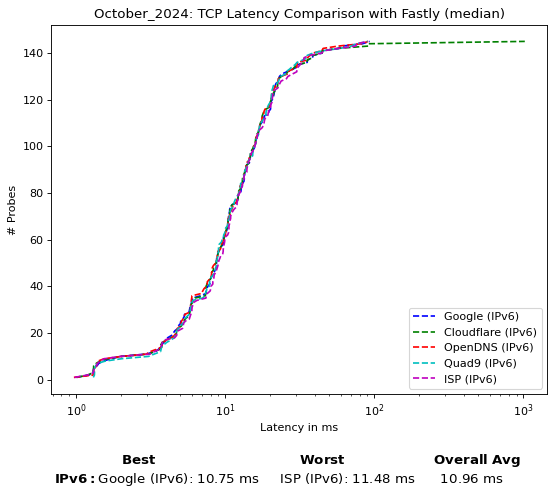 October_2024: TCP Latency Comparison with Fastly (median)
# Probes
140
120
100
80
60
40
20
0
Google (IPv6)
Cloudflare (IPv6)
OpenDNS (IPv6)
Quad9 (IPv6)
ISP (IPv6)
10⁰ 10¹ 10² 10³
Latency in ms
Best Worst Overall Avg
IPv6: Google (IPv6): 10.75 ms ISP (IPv6): 11.48 ms 10.96 ms